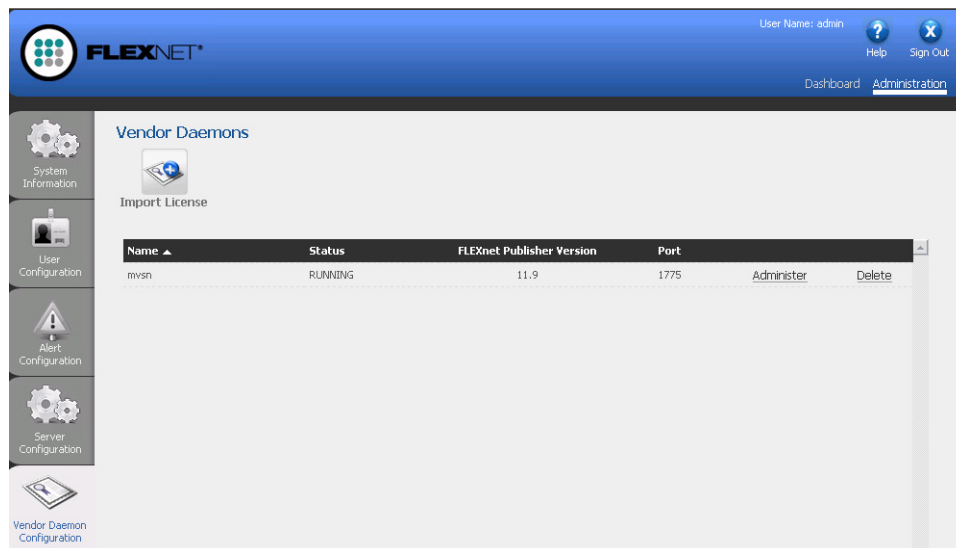 User Name: admin
FLEXNET
Help
Sign Out
Dashboard
Administration
System
Information
User
Configuration
Alert
Configuration
Server
Configuration
Vendor Daemon
Configuration
Vendor Daemons
Import License
Name Status FLEXnet Publisher Version Port
mvsn RUNNING 11.9 1775 Administer Delete